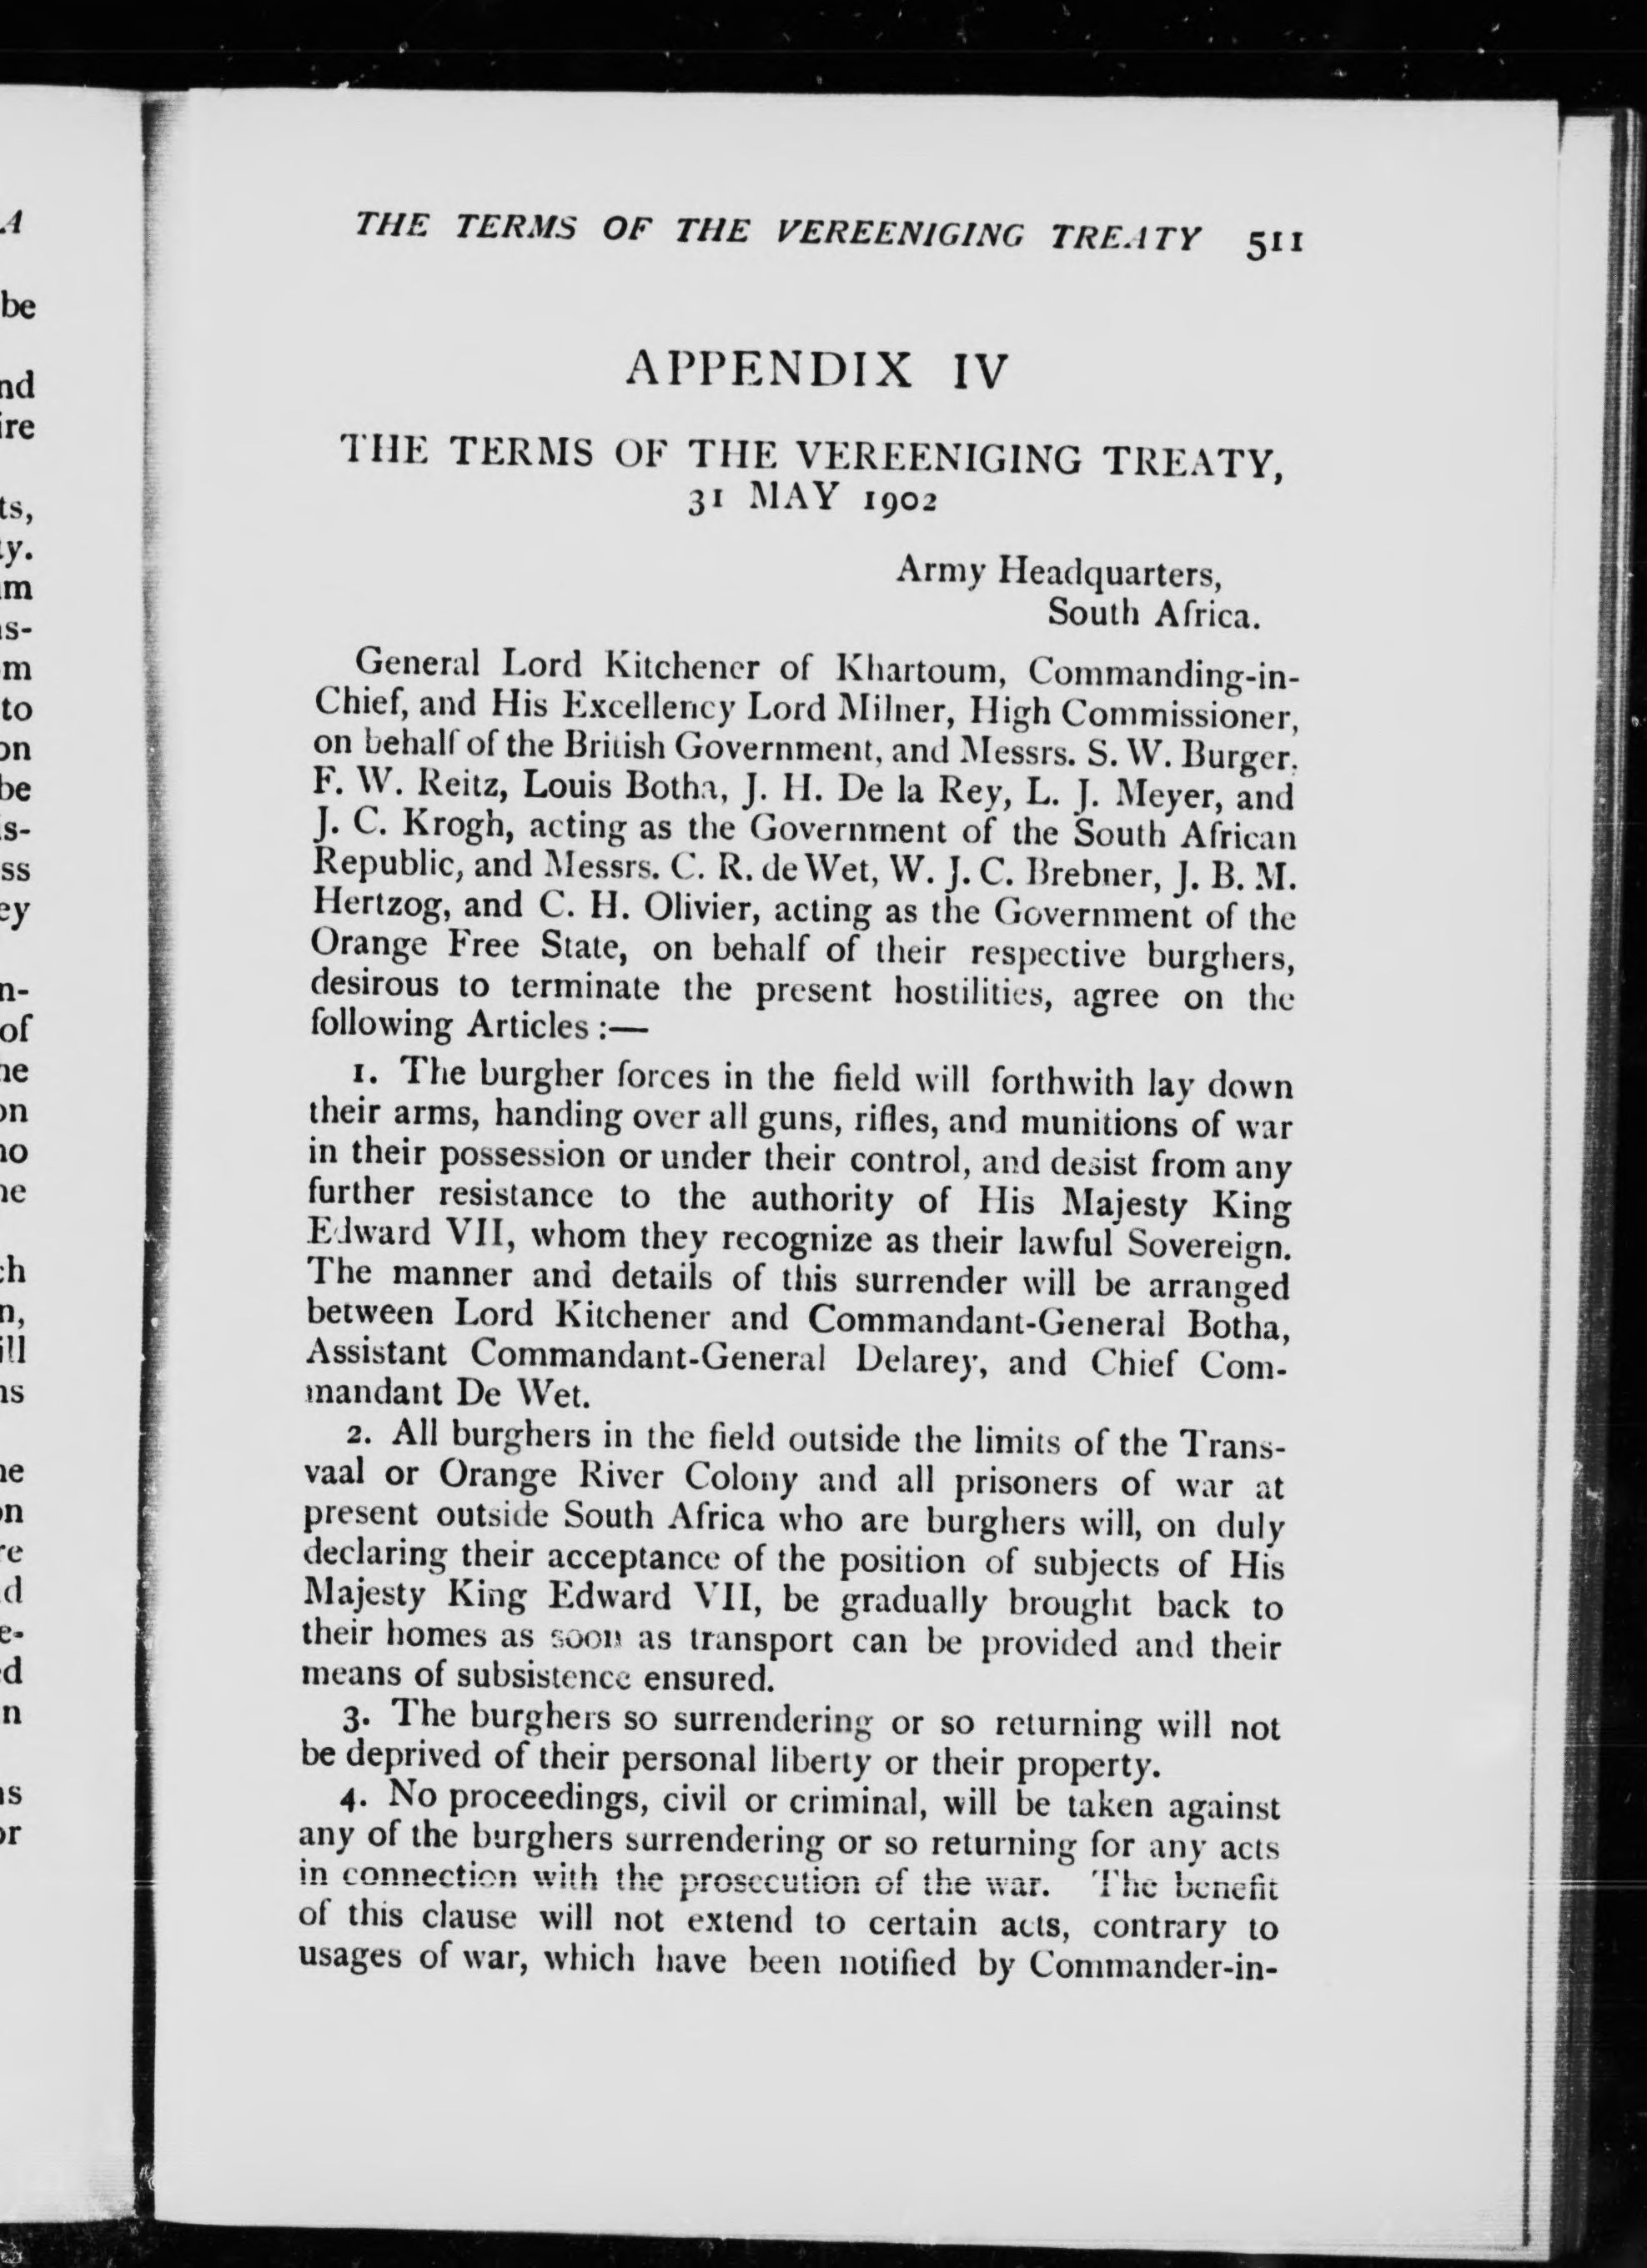 THE TERMS OF THE VEREENIGING TREATY 511
APPENDIX IV
THE TERMS OF THE VEREENIGING TREATY,
31 MAY 1902
Army Headquarters,
South Africa.
General Lord Kitchener of Khartoum, Commanding-in-
Chief, and His Excellency Lord Milner, High Commissioner,
on behalf of the British Government, and Messrs. S. W. Burger,
F. W. Reitz, Louis Botha, J. H. De la Rey, L. J. Meyer, and
J. C. Krogh, acting as the Government of the South African
Republic, and Messrs. C. R. de Wet, W. J. C. Brebner, J. B. M.
Hertzog, and C. H. Olivier, acting as the Government of the
Orange Free State, on behalf of their respective burghers,
desirous to terminate the present hostilities, agree on the
following Articles :—
1. The burgher forces in the field will forthwith lay down
their arms, handing over all guns, rifles, and munitions of war
in their possession or under their control, and desist from any
further resistance to the authority of His Majesty King
Edward VII, whom they recognize as their lawful Sovereign.
The manner and details of this surrender will be arranged
between Lord Kitchener and Commandant-General Botha,
Assistant Commandant-General Delarey, and Chief Com-
mandant De Wet.
2. All burghers in the field outside the limits of the Trans-
vaal or Orange River Colony and all prisoners of war at
present outside South Africa who are burghers will, on duly
declaring their acceptance of the position of subjects of His
Majesty King Edward VII, be gradually brought back to
their homes as soon as transport can be provided and their
means of subsistence ensured.
3. The burghers so surrendering or so returning will not
be deprived of their personal liberty or their property.
4. No proceedings, civil or criminal, will be taken against
any of the burghers surrendering or so returning for any acts
in connection with the prosecution of the war. The benefit
of this clause will not extend to certain acts, contrary to
usages of war, which have been notified by Commander-in-